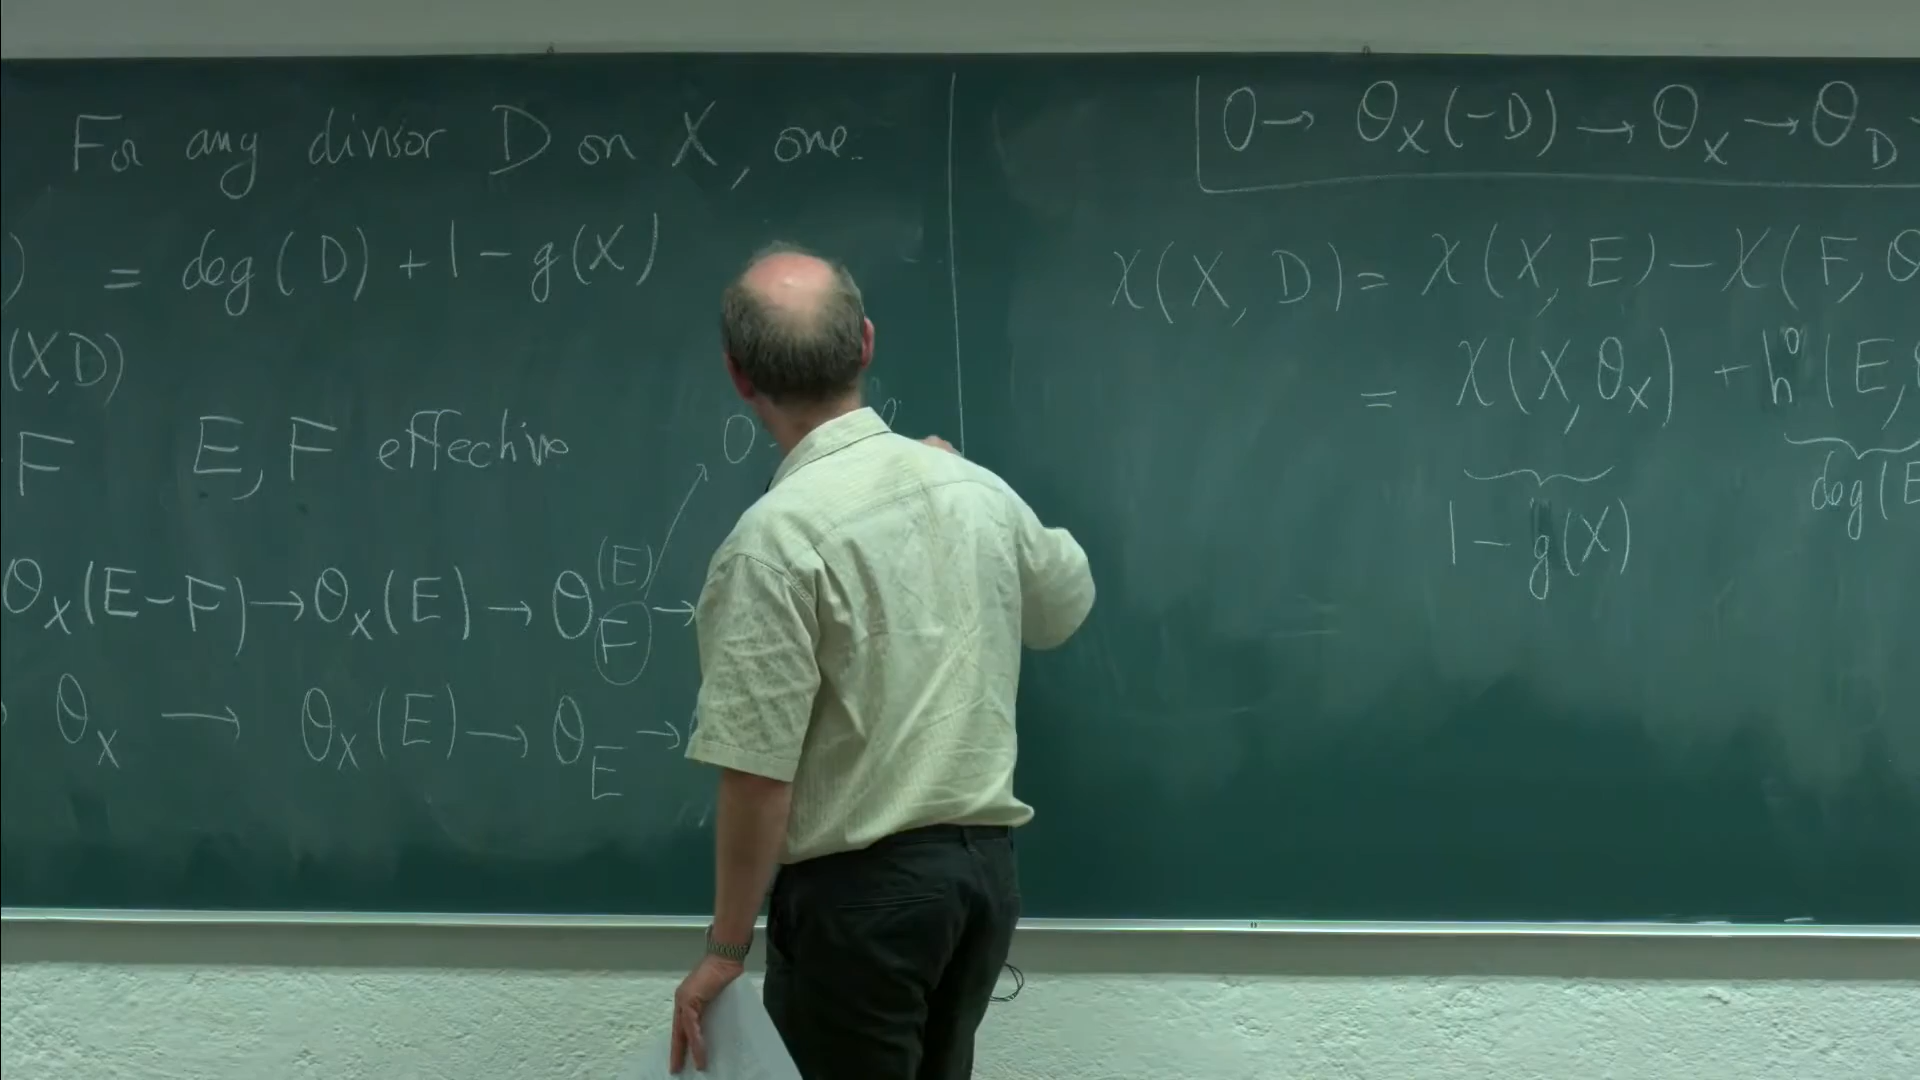 For any divisor D on X, one
) = deg(D) + 1 - g(X)
(X,D)
F E, F effective
O
(E)
O_X(E-F) → O_X(E) → O_F →
O_X → O_X(E) → O_E →
0 → O_X(-D) → O_X → O_D
χ(X, D) = χ(X, E) - χ(F, O
= χ(X, O_X) + h^0(E,
1 - g(X) deg(E